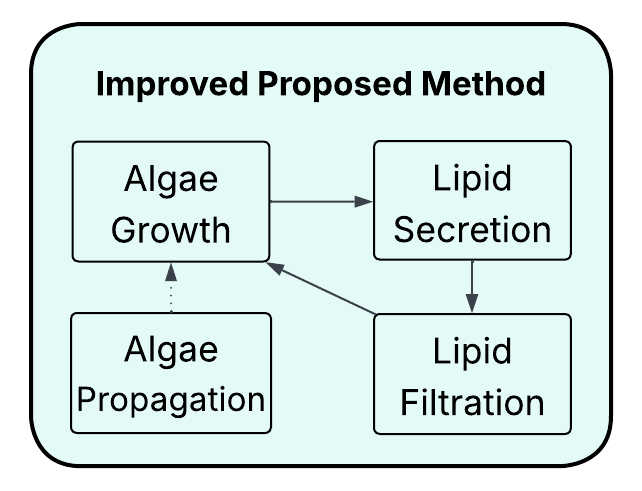 Improved Proposed Method
Algae
Growth
Lipid
Secretion
Algae
Propagation
Lipid
Filtration